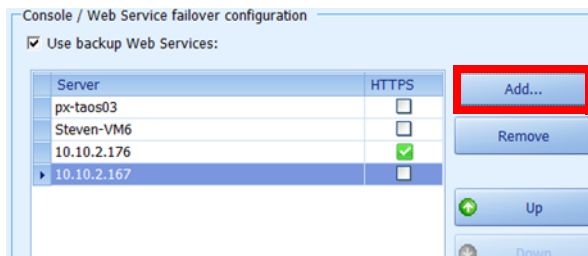 Console / Web Service failover configuration
Use backup Web Services:
Server HTTPS
px-taos03
Steven-VM6
10.10.2.176
10.10.2.167
Add...
Remove
Up
Down